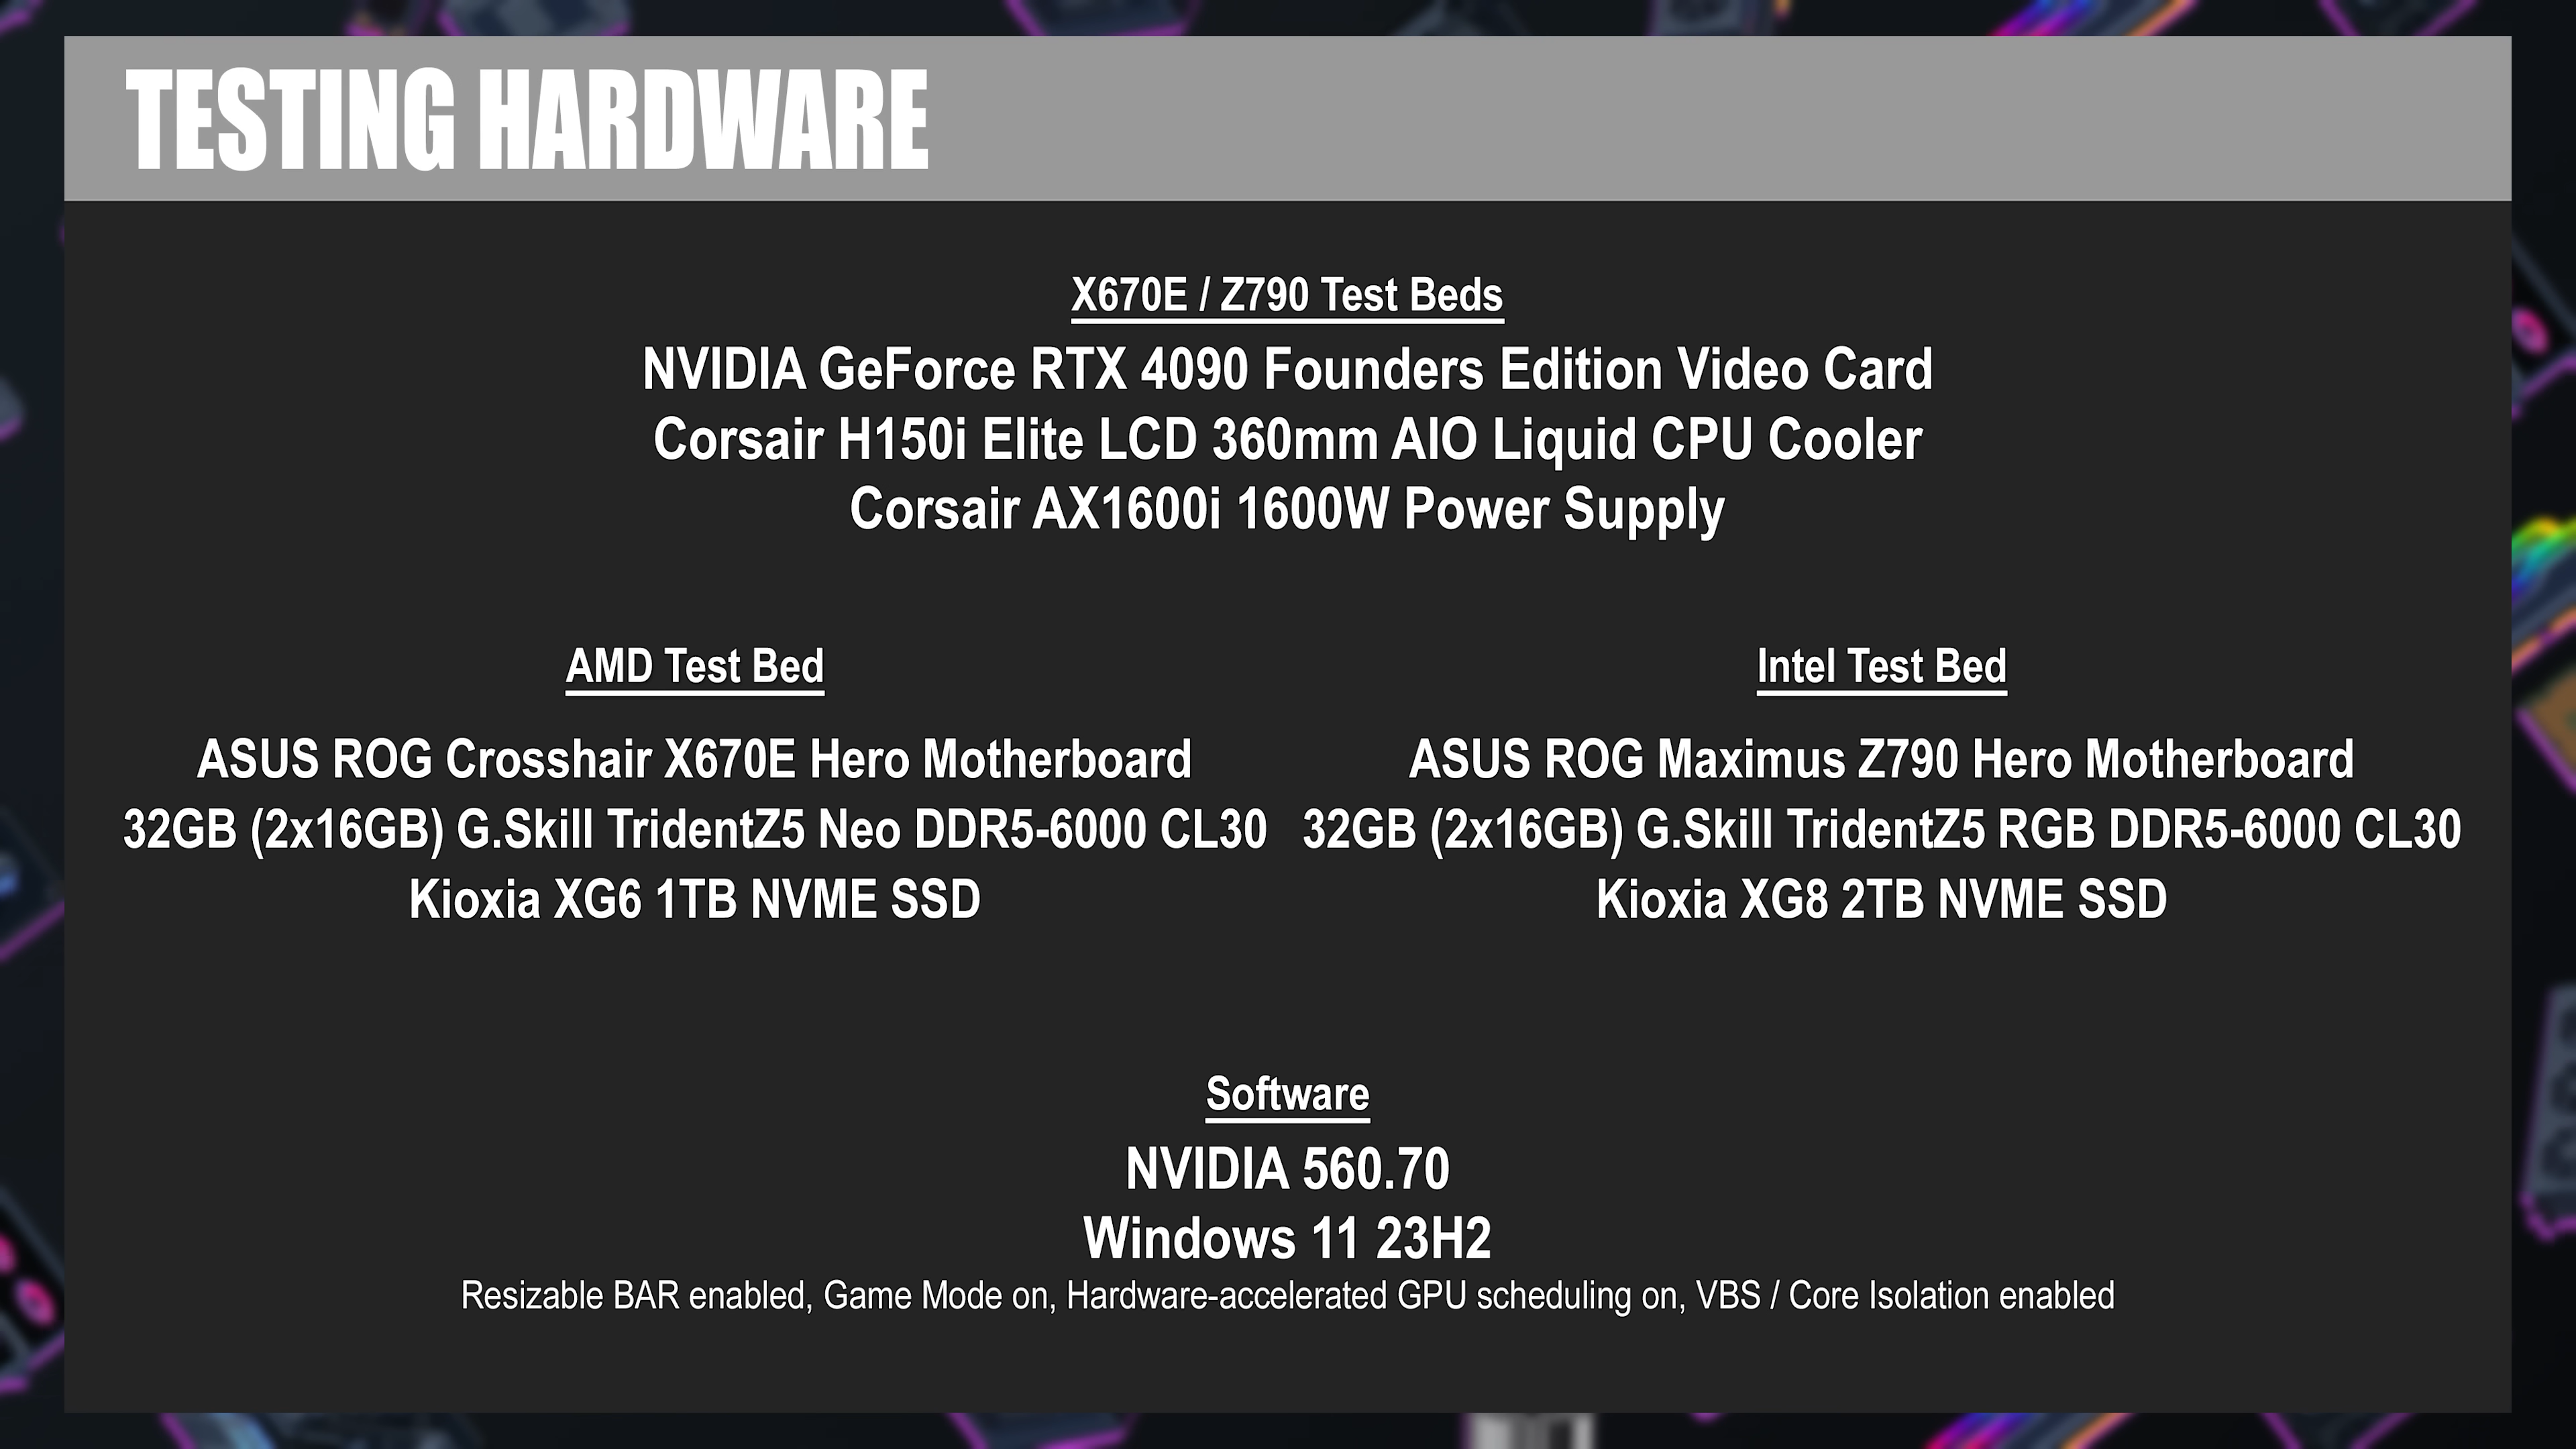 TESTING HARDWARE
X670E / Z790 Test Beds
NVIDIA GeForce RTX 4090 Founders Edition Video Card
Corsair H150i Elite LCD 360mm AIO Liquid CPU Cooler
Corsair AX1600i 1600W Power Supply
AMD Test Bed
ASUS ROG Crosshair X670E Hero Motherboard
32GB (2x16GB) G.Skill TridentZ5 Neo DDR5-6000 CL30
Kioxia XG6 1TB NVME SSD
Intel Test Bed
ASUS ROG Maximus Z790 Hero Motherboard
32GB (2x16GB) G.Skill TridentZ5 RGB DDR5-6000 CL30
Kioxia XG8 2TB NVME SSD
Software
NVIDIA 560.70
Windows 11 23H2
Resizable BAR enabled, Game Mode on, Hardware-accelerated GPU scheduling on, VBS / Core Isolation enabled